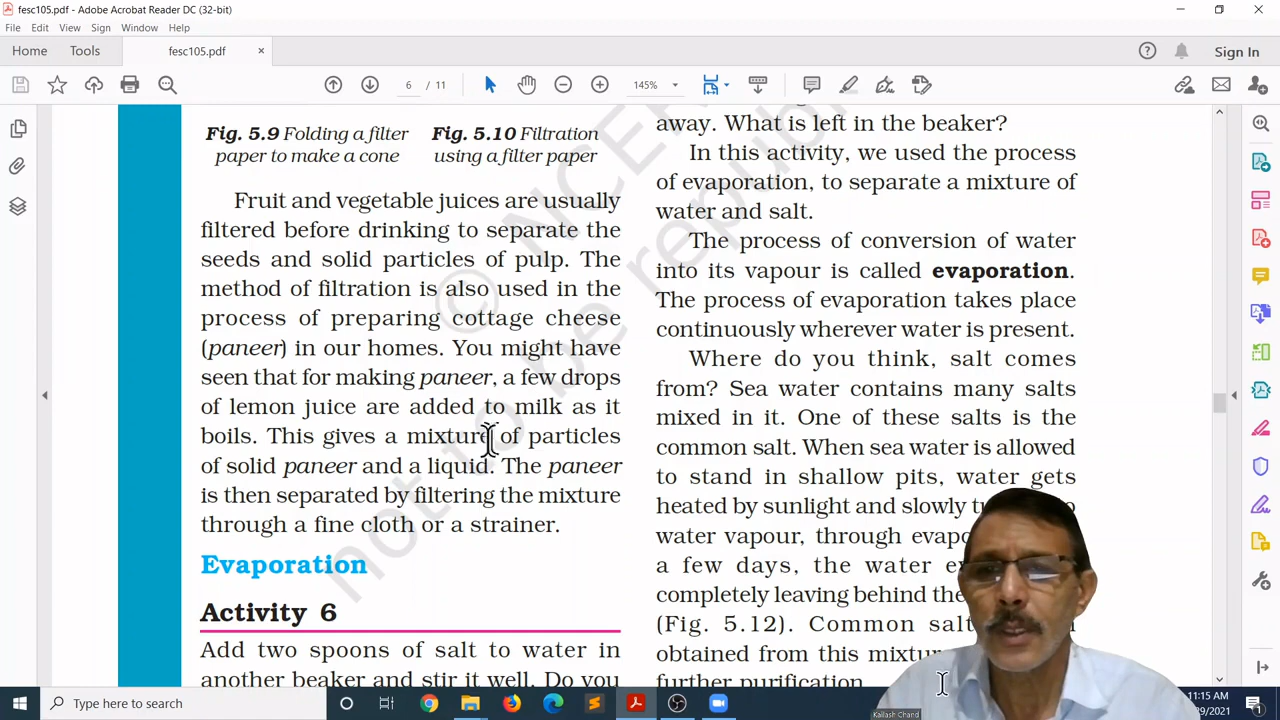 fesc105.pdf - Adobe Acrobat Reader DC (32-bit)
File Edit View Sign Window Help
Home Tools fesc105.pdf × Sign In
6 / 11 145%
Fig. 5.9 Folding a filter
paper to make a cone
Fig. 5.10 Filtration
using a filter paper
Fruit and vegetable juices are usually
filtered before drinking to separate the
seeds and solid particles of pulp. The
method of filtration is also used in the
process of preparing cottage cheese
(paneer) in our homes. You might have
seen that for making paneer, a few drops
of lemon juice are added to milk as it
boils. This gives a mixture of particles
of solid paneer and a liquid. The paneer
is then separated by filtering the mixture
through a fine cloth or a strainer.
Evaporation
Activity 6
Add two spoons of salt to water in
another beaker and stir it well. Do you
away. What is left in the beaker?
In this activity, we used the process
of evaporation, to separate a mixture of
water and salt.
The process of conversion of water
into its vapour is called evaporation.
The process of evaporation takes place
continuously wherever water is present.
Where do you think, salt comes
from? Sea water contains many salts
mixed in it. One of these salts is the
common salt. When sea water is allowed
to stand in shallow pits, water gets
heated by sunlight and slowly
water vapour, through
a few days, the water
completely leaving behind the
(Fig. 5.12). Common salt
obtained from this
further purification
© NCERT
not to be republished
Kailash Chand
Type here to search
11:15 AM